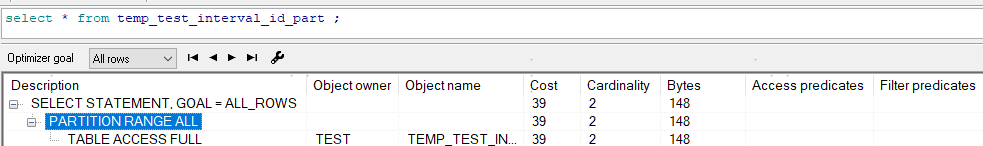 select * from temp_test_interval_id_part ;
Optimizer goal All rows
Description Object owner Object name Cost Cardinality Bytes Access predicates Filter predicates
SELECT STATEMENT, GOAL = ALL_ROWS 39 2 148
PARTITION RANGE ALL 39 2 148
TABLE ACCESS FULL TEST TEMP_TEST_IN... 39 2 148